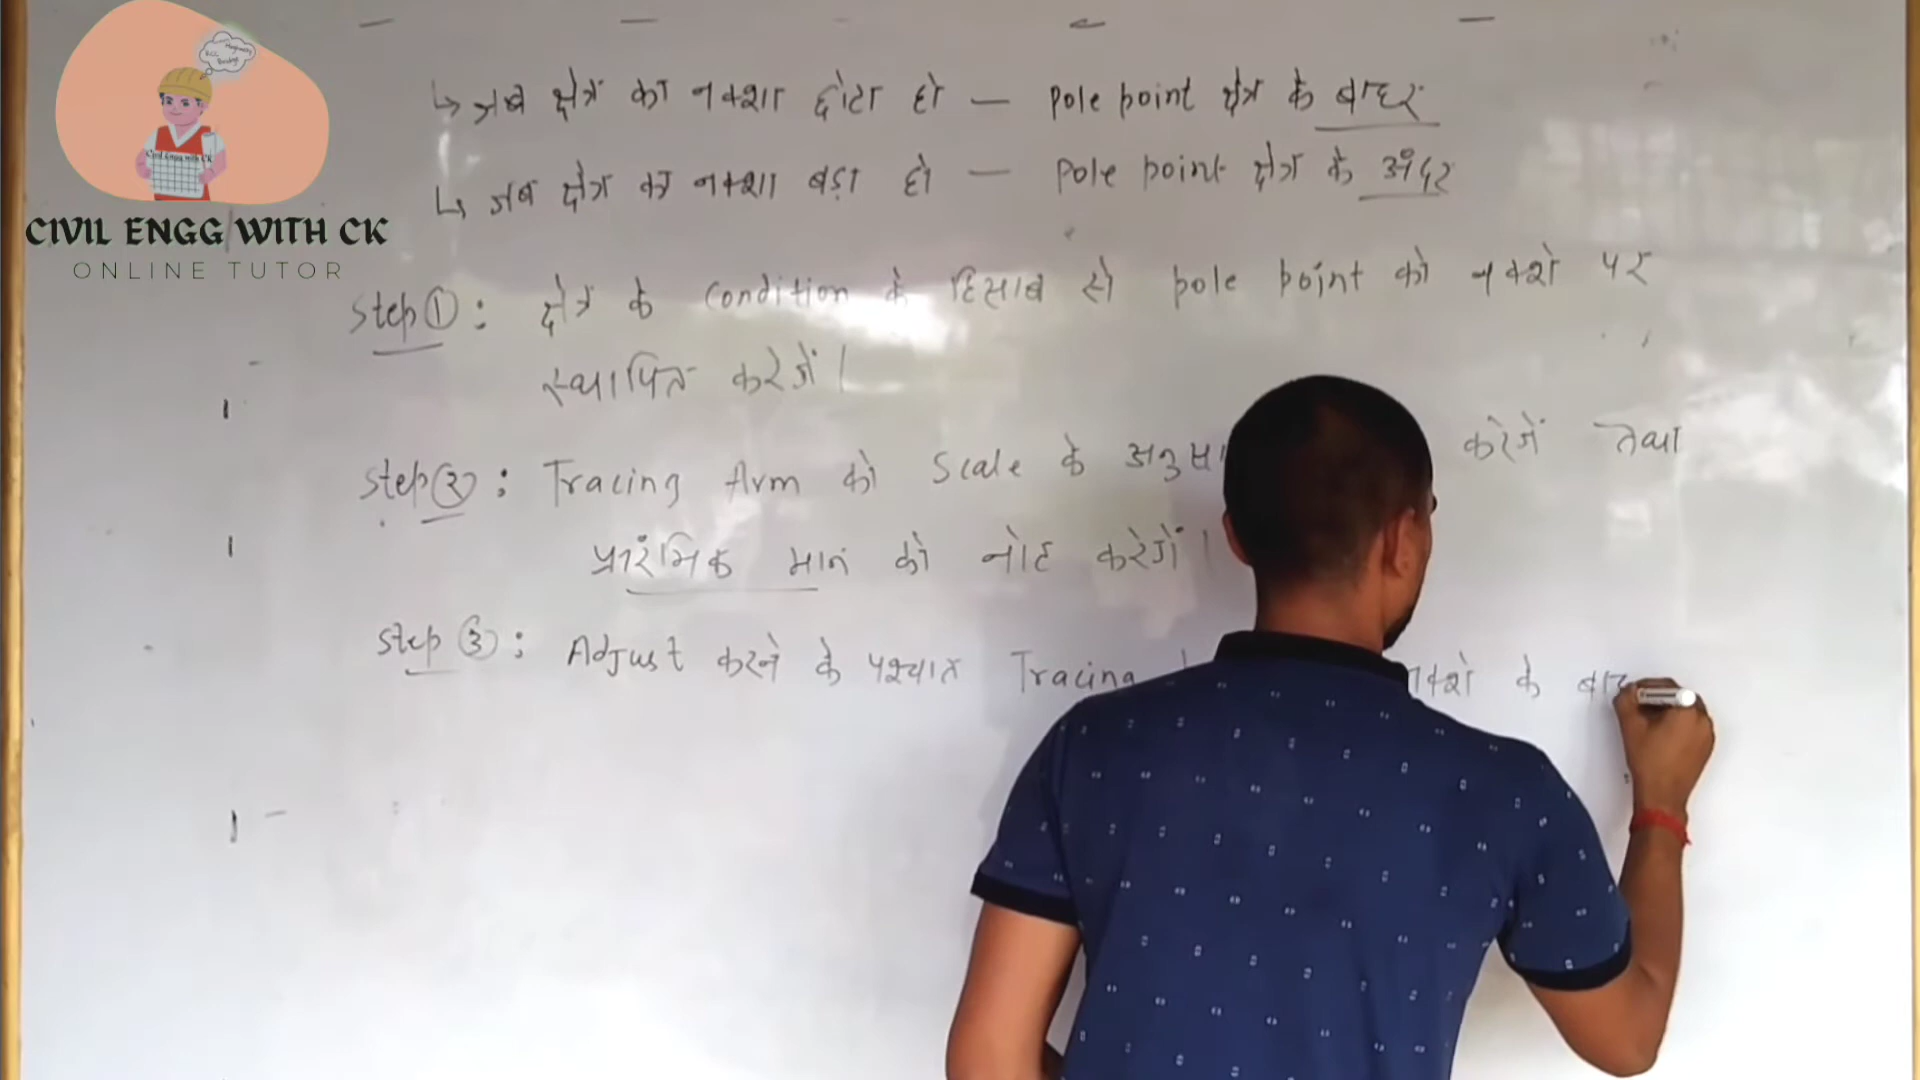 CIVIL ENGG WITH CK
ONLINE TUTOR
↳ जब क्षेत्र का नक्शा छोटा हो — Pole point क्षेत्र के बाहर
↳ जब क्षेत्र का नक्शा बड़ा हो — Pole point क्षेत्र के अंदर
Step ① : क्षेत्र के Condition के हिसाब से pole point को नक्शे पर
स्थापित करेगें।
Step ② : Tracing Arm को Scale के करेगें तथा
प्रारंभिक मान को नोट करेगें।
Step ③ : Adjust करने के पश्चात Tracing के